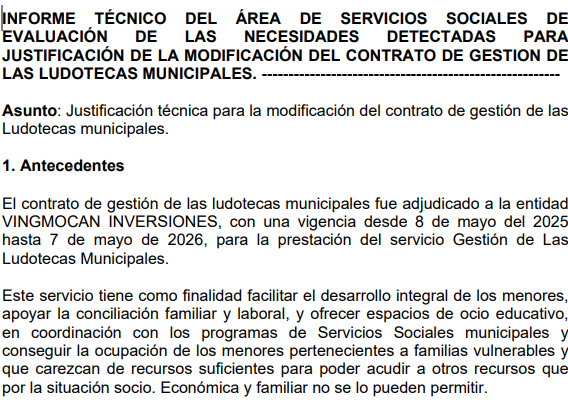 INFORME TÉCNICO DEL ÁREA DE SERVICIOS SOCIALES DE
EVALUACIÓN DE LAS NECESIDADES DETECTADAS PARA
JUSTIFICACIÓN DE LA MODIFICACIÓN DEL CONTRATO DE GESTION DE
LAS LUDOTECAS MUNICIPALES. --------------------------------------------------------
Asunto: Justificación técnica para la modificación del contrato de gestión de las
Ludotecas municipales.
1. Antecedentes
El contrato de gestión de las ludotecas municipales fue adjudicado a la entidad
VINGMOCAN INVERSIONES, con una vigencia desde 8 de mayo del 2025
hasta 7 de mayo de 2026, para la prestación del servicio Gestión de Las
Ludotecas Municipales.
Este servicio tiene como finalidad facilitar el desarrollo integral de los menores,
apoyar la conciliación familiar y laboral, y ofrecer espacios de ocio educativo,
en coordinación con los programas de Servicios Sociales municipales y
conseguir la ocupación de los menores pertenecientes a familias vulnerables y
que carezcan de recursos suficientes para poder acudir a otros recursos que
por la situación socio. Económica y familiar no se lo pueden permitir.